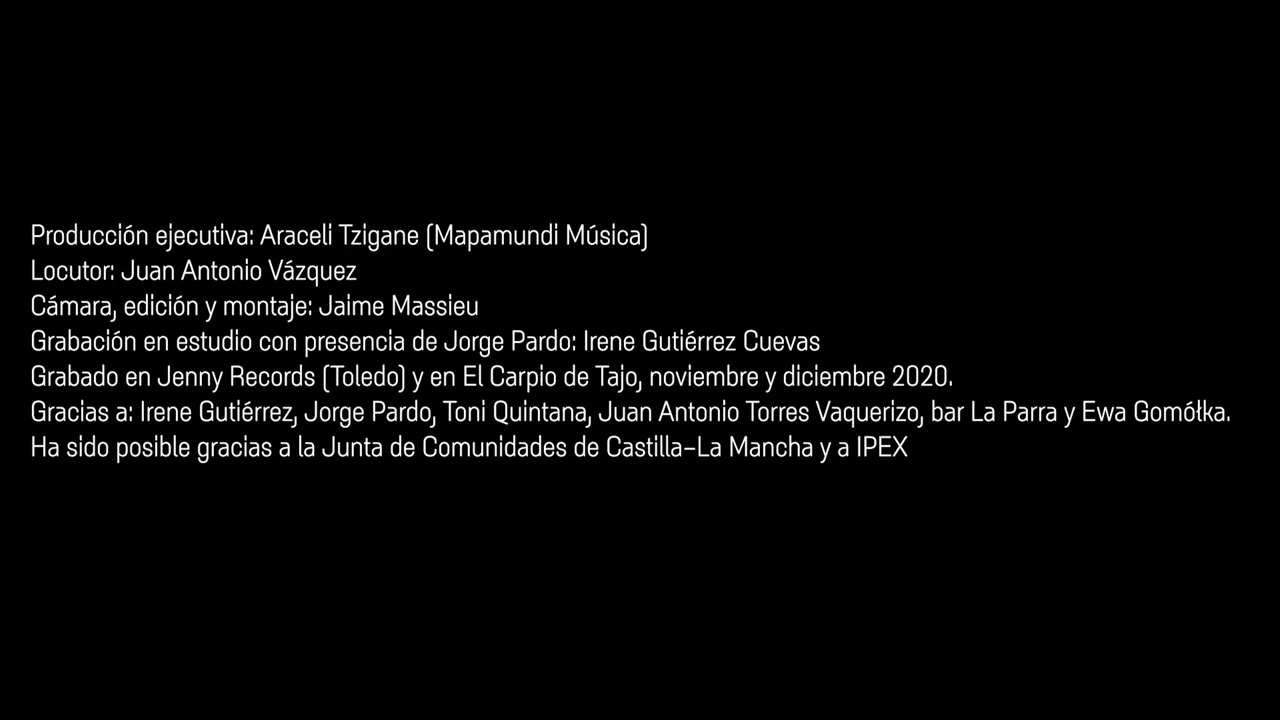 Producción ejecutiva: Araceli Tzigane (Mapamundi Música)
Locutor: Juan Antonio Vázquez
Cámara, edición y montaje: Jaime Massieu
Grabación en estudio con presencia de Jorge Pardo: Irene Gutiérrez Cuevas
Grabado en Jenny Records (Toledo) y en El Carpio de Tajo, noviembre y diciembre 2020.
Gracias a: Irene Gutiérrez, Jorge Pardo, Toni Quintana, Juan Antonio Torres Vaquerizo, bar La Parra y Ewa Gomółka.
Ha sido posible gracias a la Junta de Comunidades de Castilla–La Mancha y a IPEX